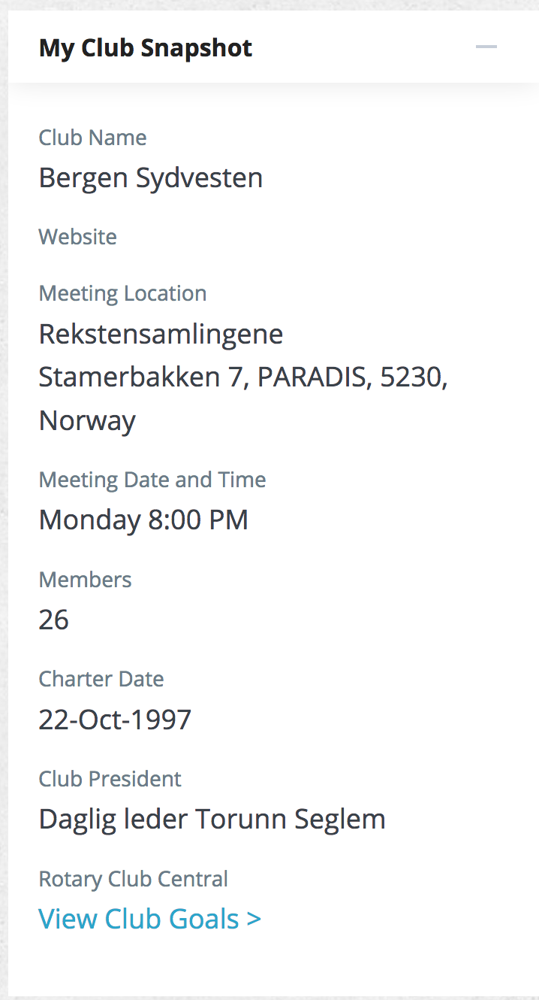 My Club Snapshot
Club Name
Bergen Sydvesten
Website
Meeting Location
Rekstensamlingene
Stamerbakken 7, PARADIS, 5230,
Norway
Meeting Date and Time
Monday 8:00 PM
Members
26
Charter Date
22-Oct-1997
Club President
Daglig leder Torunn Seglem
Rotary Club Central
View Club Goals >